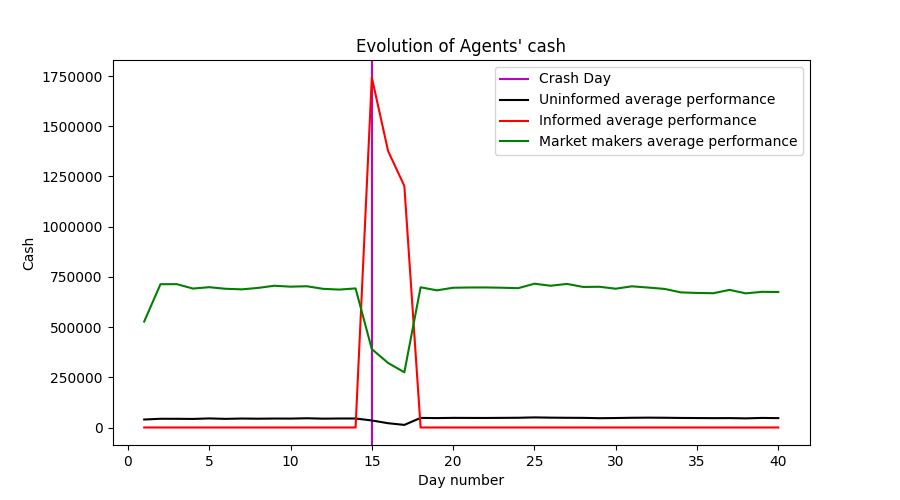 Evolution of Agents' cash
Crash Day
Uninformed average performance
Informed average performance
Market makers average performance
1750000
1500000
1250000
1000000
750000
500000
250000
0
Cash
0 5 10 15 20 25 30 35 40
Day number